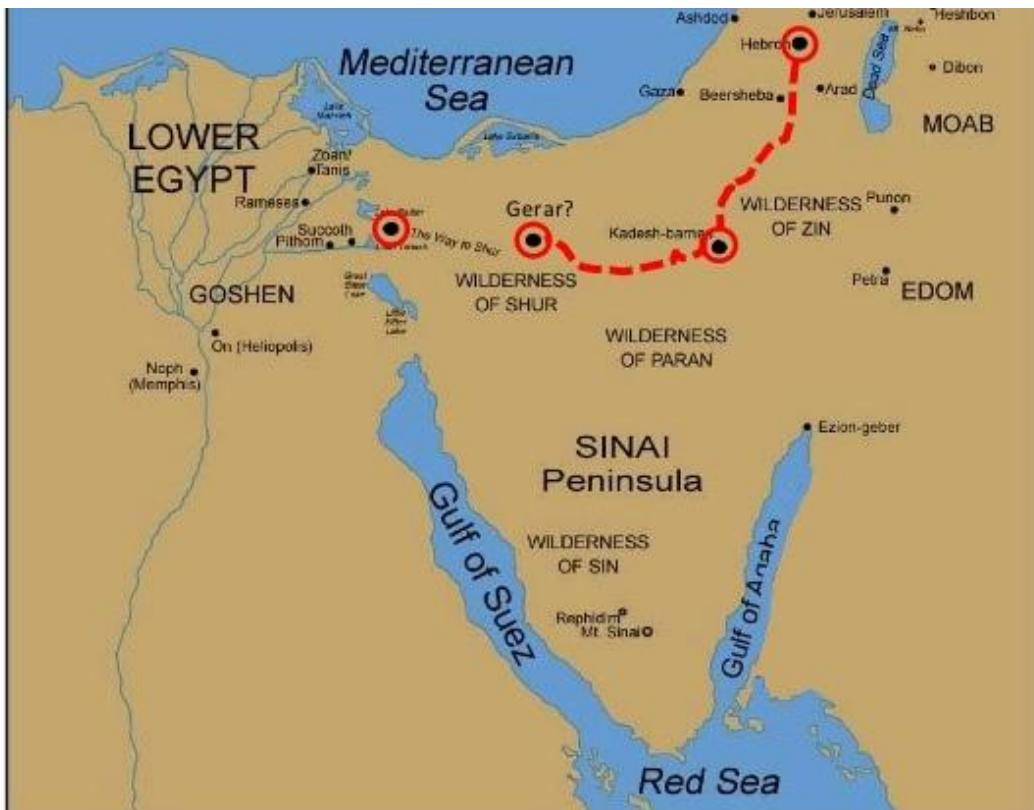 Ashdod
Jerusalem
Heshbon
Hebron
Mediterranean
Sea
Dead Sea
Dibon
Gaza
Beersheba
Arad
MOAB
LOWER
EGYPT
Zoan/
Tanis
Rameses
Gerar?
WILDERNESS
OF ZIN
Punon
Succoth
Pithom
The Way to Shur
Kadesh-barnea
WILDERNESS
OF SHUR
Petra
EDOM
GOSHEN
On (Heliopolis)
WILDERNESS
OF PARAN
Noph
(Memphis)
Ezion-geber
SINAI
Peninsula
Gulf of Suez
WILDERNESS
OF SIN
Gulf of Aqaba
Rephidim
Mt. Sinai
Red Sea